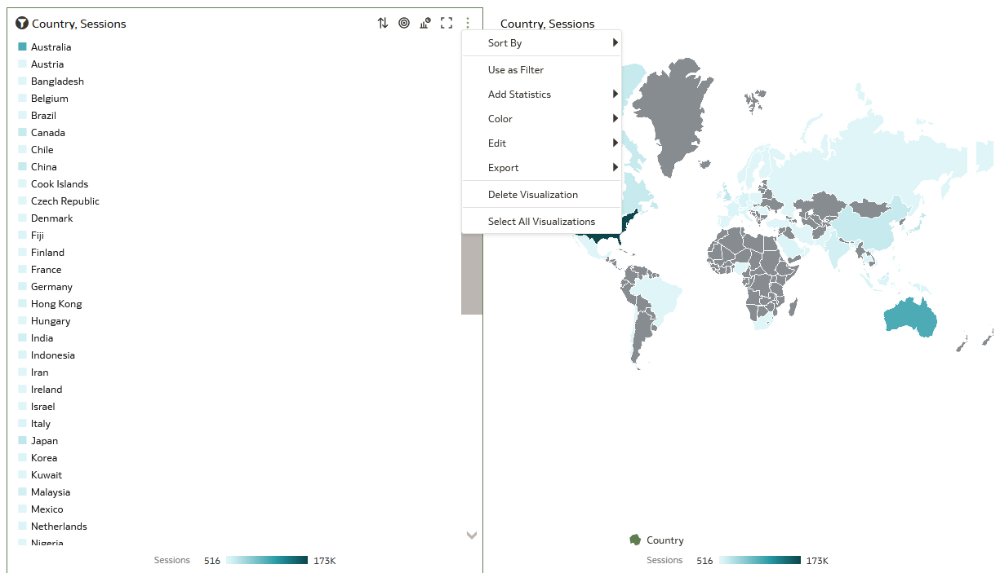 Country, Sessions
Australia
Austria
Bangladesh
Belgium
Brazil
Canada
Chile
China
Cook Islands
Czech Republic
Denmark
Fiji
Finland
France
Germany
Hong Kong
Hungary
India
Indonesia
Iran
Ireland
Israel
Italy
Japan
Korea
Kuwait
Malaysia
Mexico
Netherlands
Nigeria
Sessions 516 173K
Sort By
Use as Filter
Add Statistics
Color
Edit
Export
Delete Visualization
Select All Visualizations
Country, Sessions
Country
Sessions 516 173K